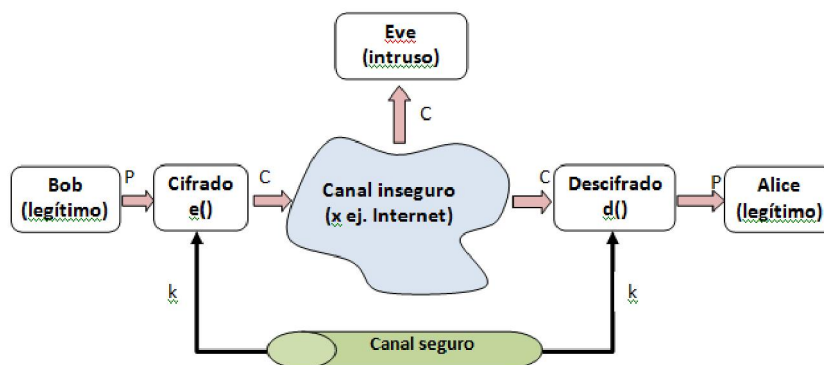 Eve
(intruso)
C
Bob
(legítimo)
P
Cifrado
e()
C
Canal inseguro
(x ej. Internet)
C
Descifrado
d()
P
Alice
(legítimo)
k
k
Canal seguro